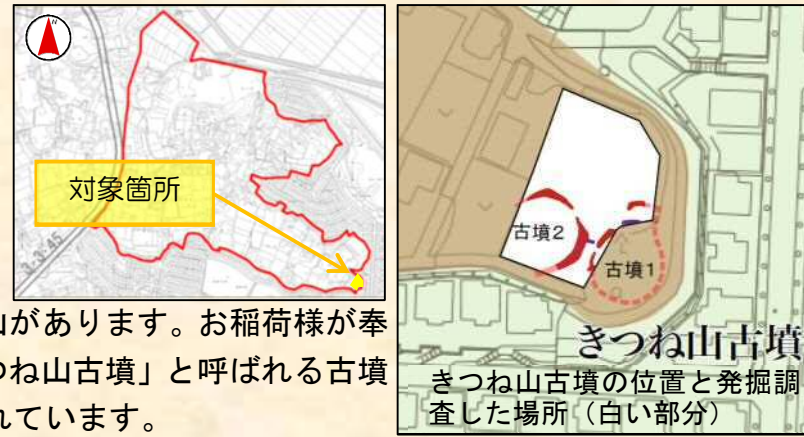 N
対象箇所
3・3・45
山があります。お稲荷様が奉
つね山古墳」と呼ばれる古墳
れています。
古墳2
古墳1
きつね山古墳
きつね山古墳の位置と発掘調
査した場所（白い部分）